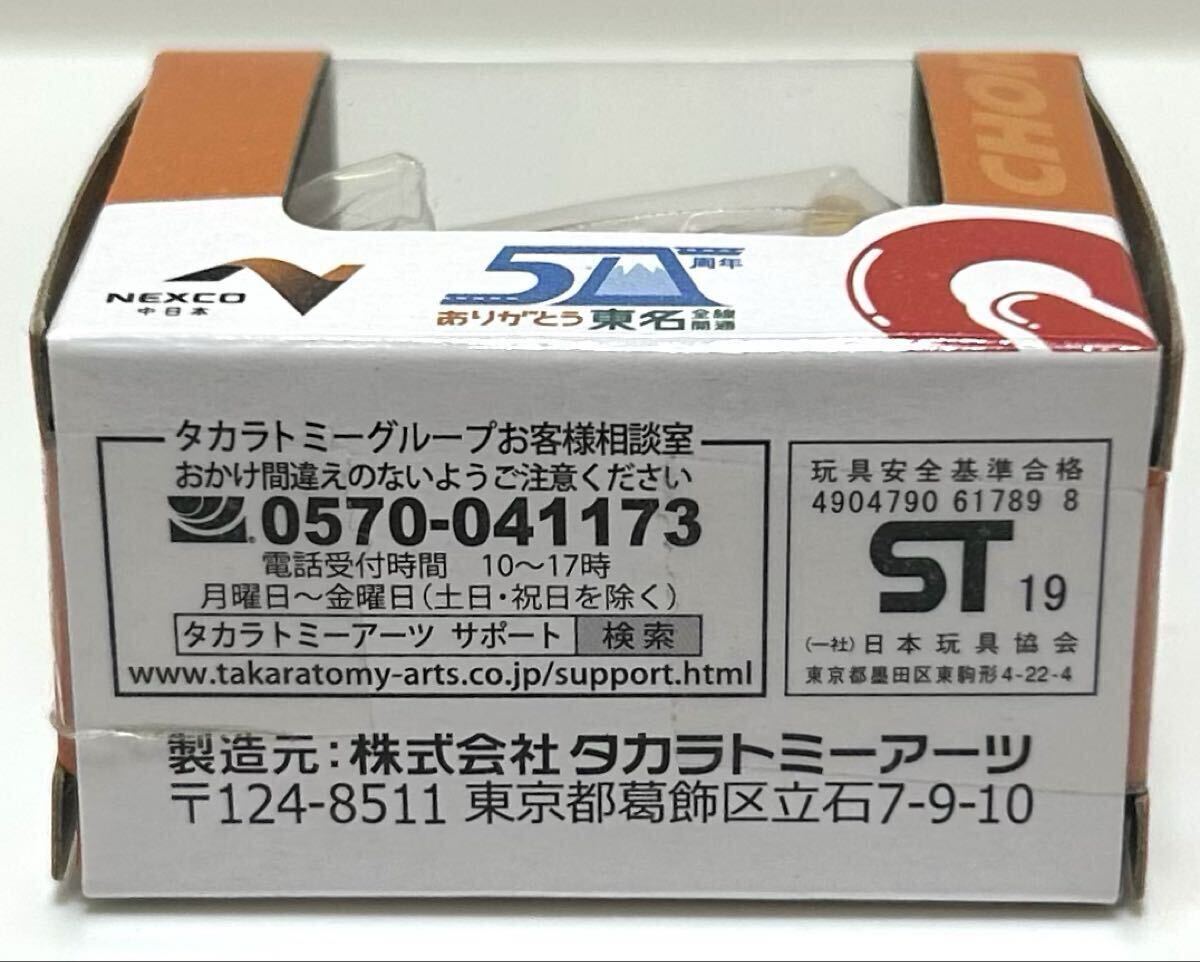 CHO
NEXCO
中日本
50周年
ありがとう東名全線開通
タカラトミーグループお客様相談室
おかけ間違えのないようご注意ください
0570-041173
電話受付時間 10〜17時
月曜日〜金曜日(土日・祝日を除く)
タカラトミーアーツ サポート 検索
www.takaratomy-arts.co.jp/support.html
玩具安全基準合格
4904790 61789 8
ST 19
(一社)日本玩具協会
東京都墨田区東駒形4-22-4
製造元:株式会社タカラトミーアーツ
〒124-8511 東京都葛飾区立石7-9-10